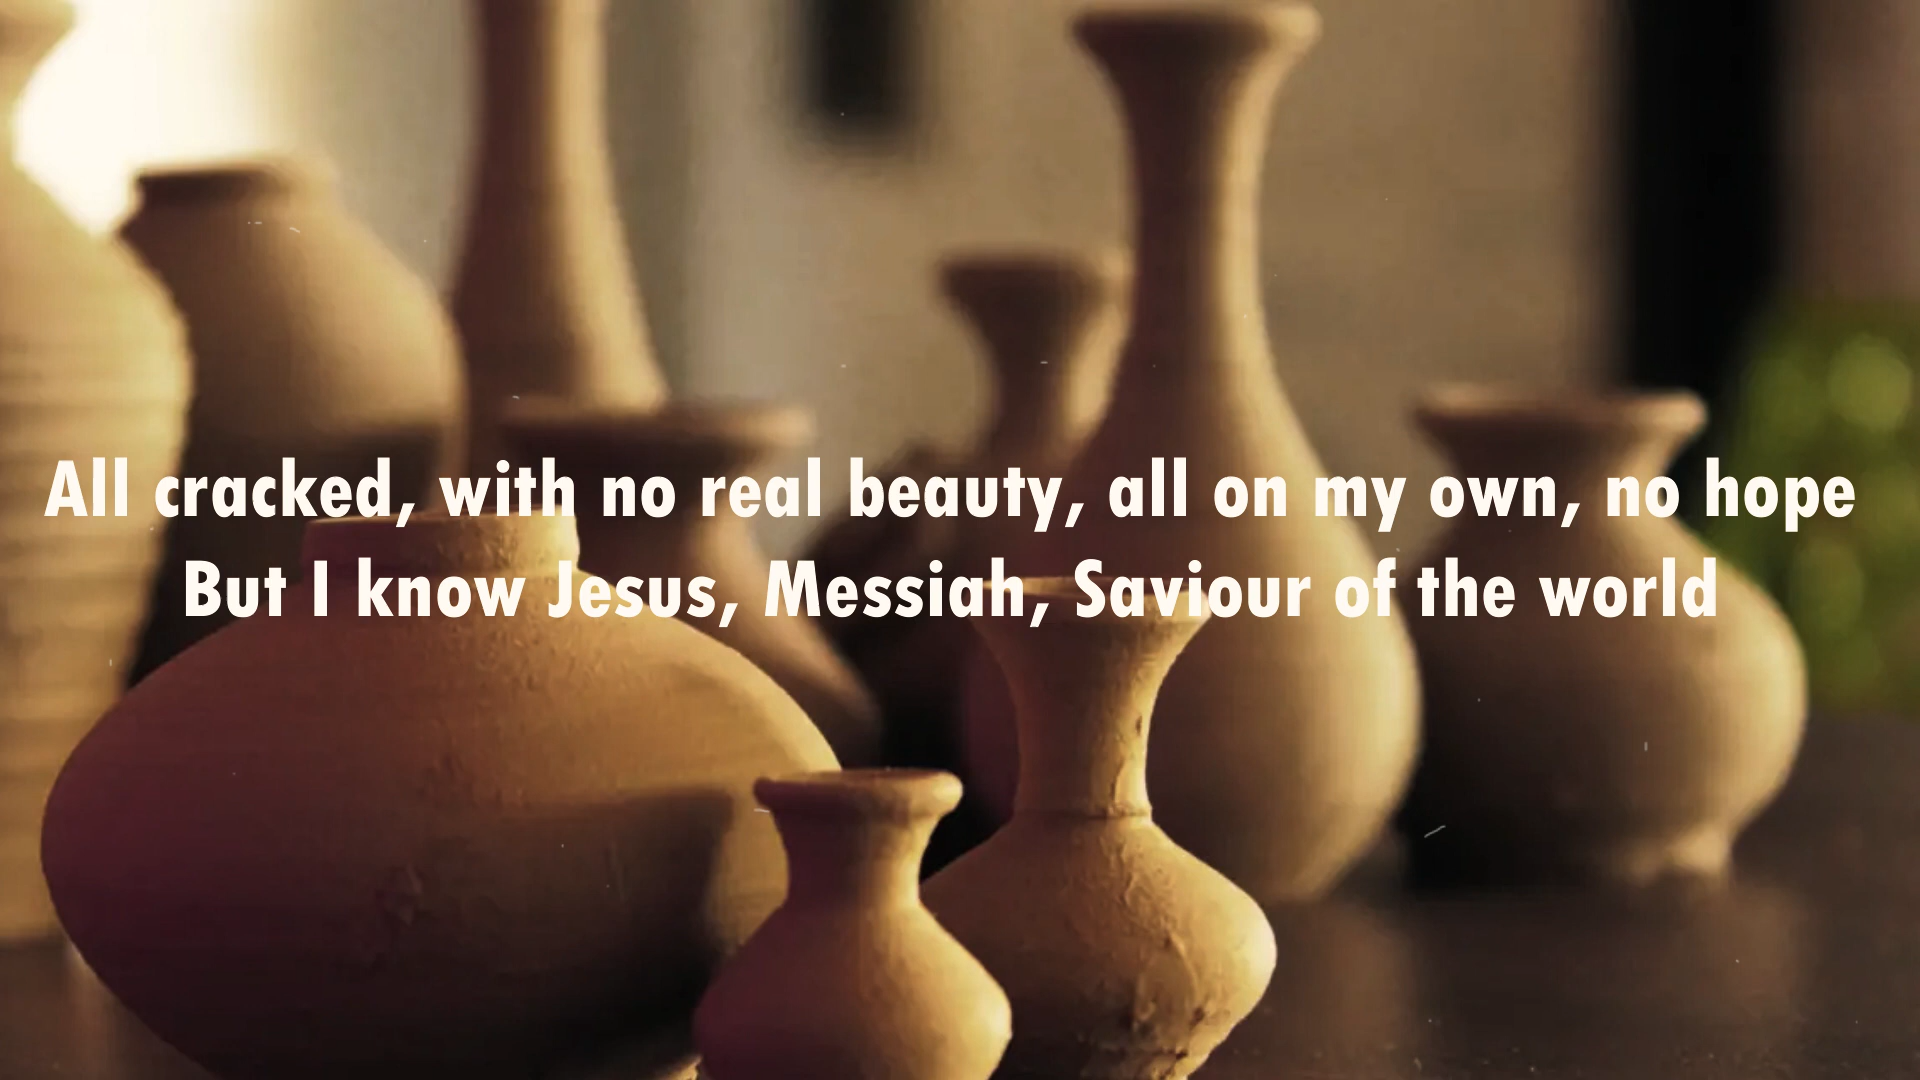 All cracked, with no real beauty, all on my own, no hope
But I know Jesus, Messiah, Saviour of the world